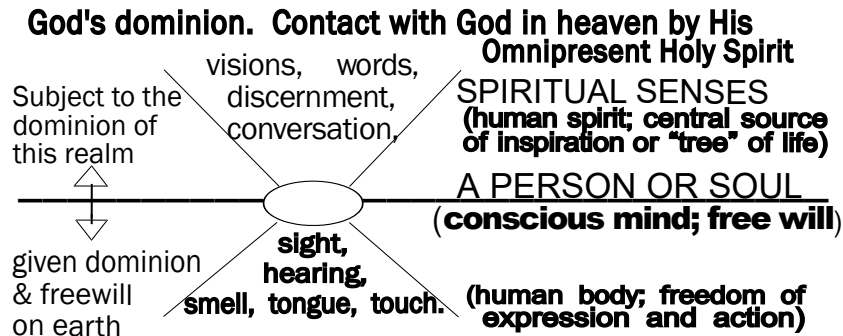 God's dominion. Contact with God in heaven by His
Omnipresent Holy Spirit
visions, words,
discernment,
conversation,
Subject to the
dominion of
this realm
SPIRITUAL SENSES
(human spirit; central source
of inspiration or “tree” of life)
A PERSON OR SOUL
(conscious mind; free will)
given dominion
& freewill
on earth
sight,
hearing,
smell, tongue, touch.
(human body; freedom of
expression and action)